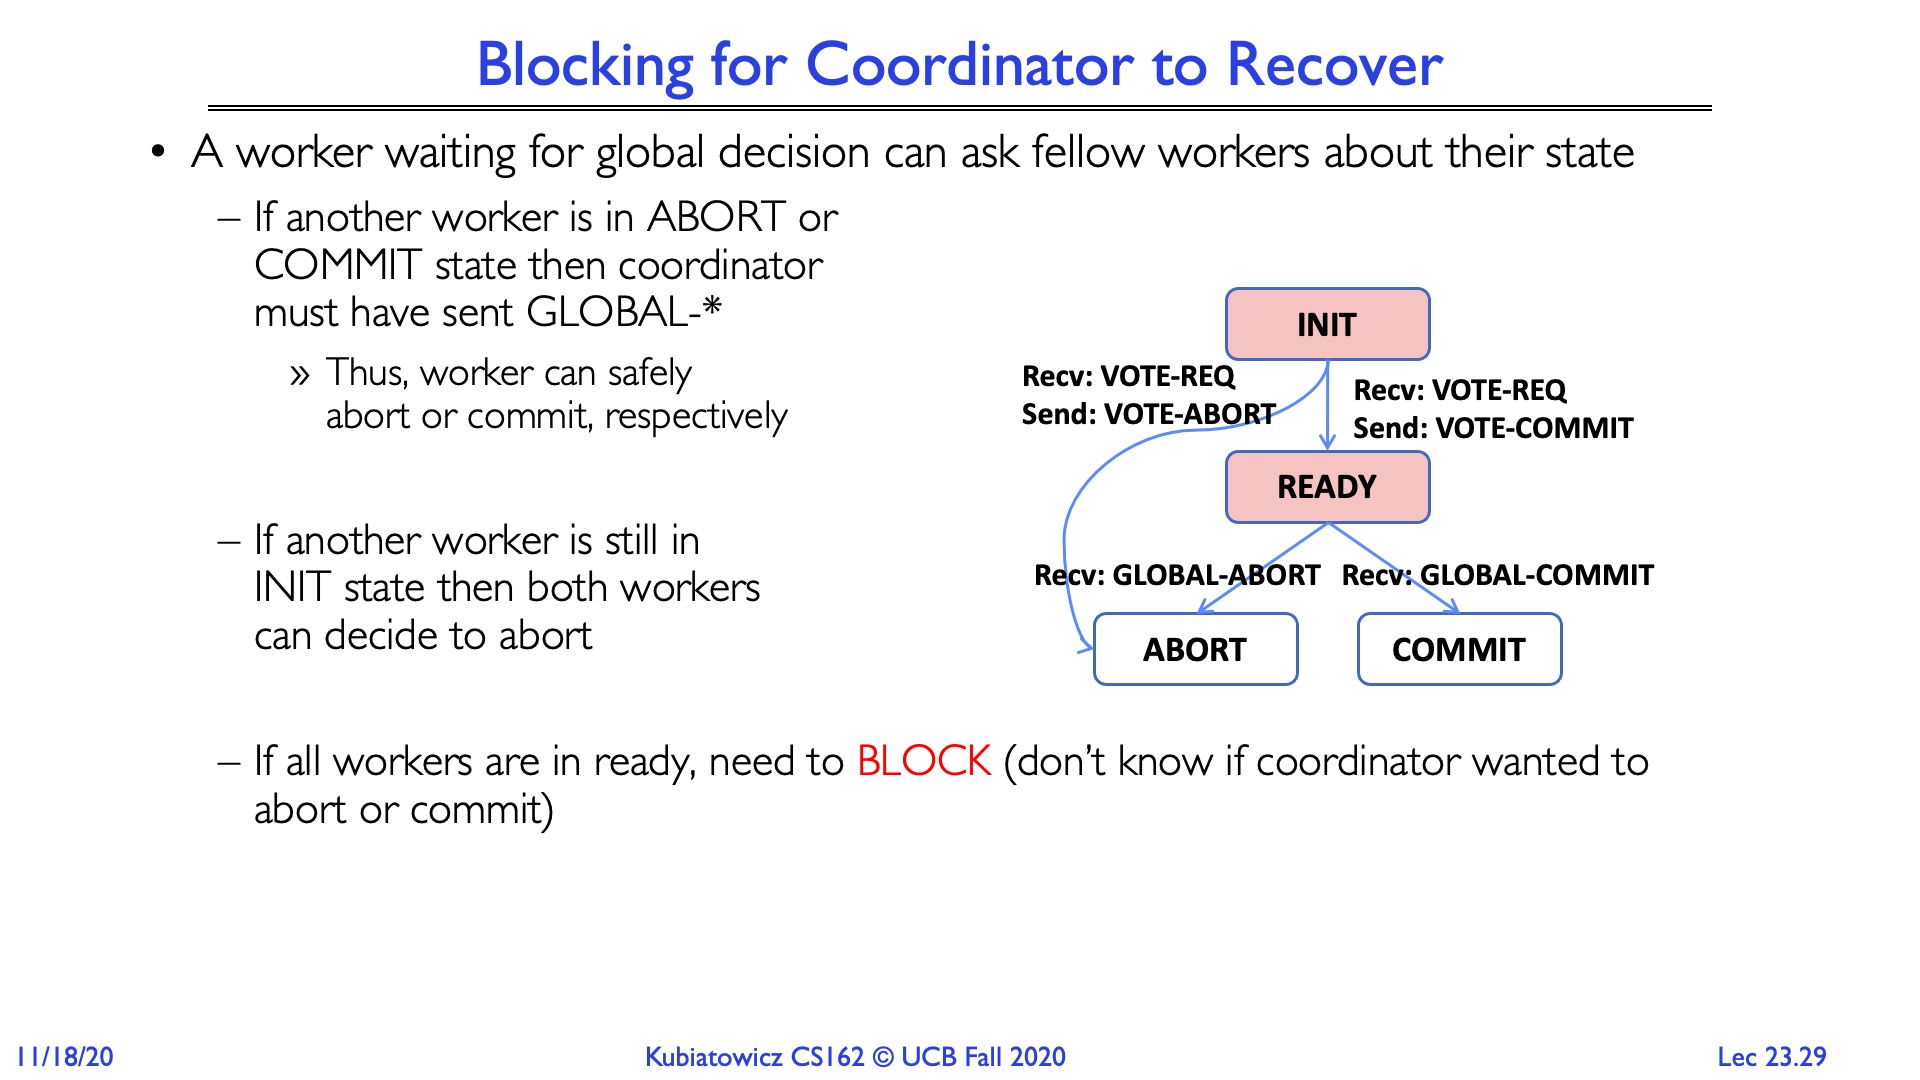 Blocking for Coordinator to Recover
• A worker waiting for global decision can ask fellow workers about their state
– If another worker is in ABORT or
COMMIT state then coordinator
must have sent GLOBAL-*
» Thus, worker can safely
abort or commit, respectively
– If another worker is still in
INIT state then both workers
can decide to abort
– If all workers are in ready, need to BLOCK (don't know if coordinator wanted to
abort or commit)
INIT
Recv: VOTE-REQ
Send: VOTE-ABORT
Recv: VOTE-REQ
Send: VOTE-COMMIT
READY
Recv: GLOBAL-ABORT
Recv: GLOBAL-COMMIT
ABORT
COMMIT
11/18/20
Kubiatowicz CS162 © UCB Fall 2020
Lec 23.29